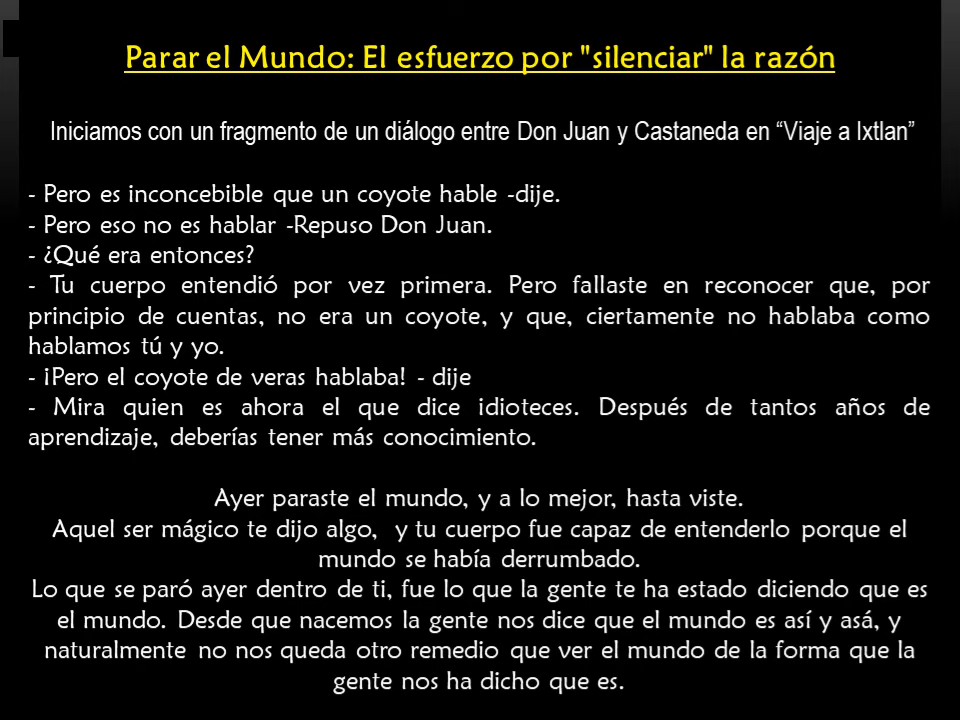 Parar el Mundo: El esfuerzo por "silenciar" la razón
Iniciamos con un fragmento de un diálogo entre Don Juan y Castaneda en “Viaje a Ixtlan”
- Pero es inconcebible que un coyote hable -dije.
- Pero eso no es hablar -Repuso Don Juan.
- ¿Qué era entonces?
- Tu cuerpo entendió por vez primera. Pero fallaste en reconocer que, por
principio de cuentas, no era un coyote, y que, ciertamente no hablaba como
hablamos tú y yo.
- ¡Pero el coyote de veras hablaba! - dije
- Mira quien es ahora el que dice idioteces. Después de tantos años de
aprendizaje, deberías tener más conocimiento.
Ayer paraste el mundo, y a lo mejor, hasta viste.
Aquel ser mágico te dijo algo, y tu cuerpo fue capaz de entenderlo porque el
mundo se había derrumbado.
Lo que se paró ayer dentro de ti, fue lo que la gente te ha estado diciendo que es
el mundo. Desde que nacemos la gente nos dice que el mundo es así y asá, y
naturalmente no nos queda otro remedio que ver el mundo de la forma que la
gente nos ha dicho que es.